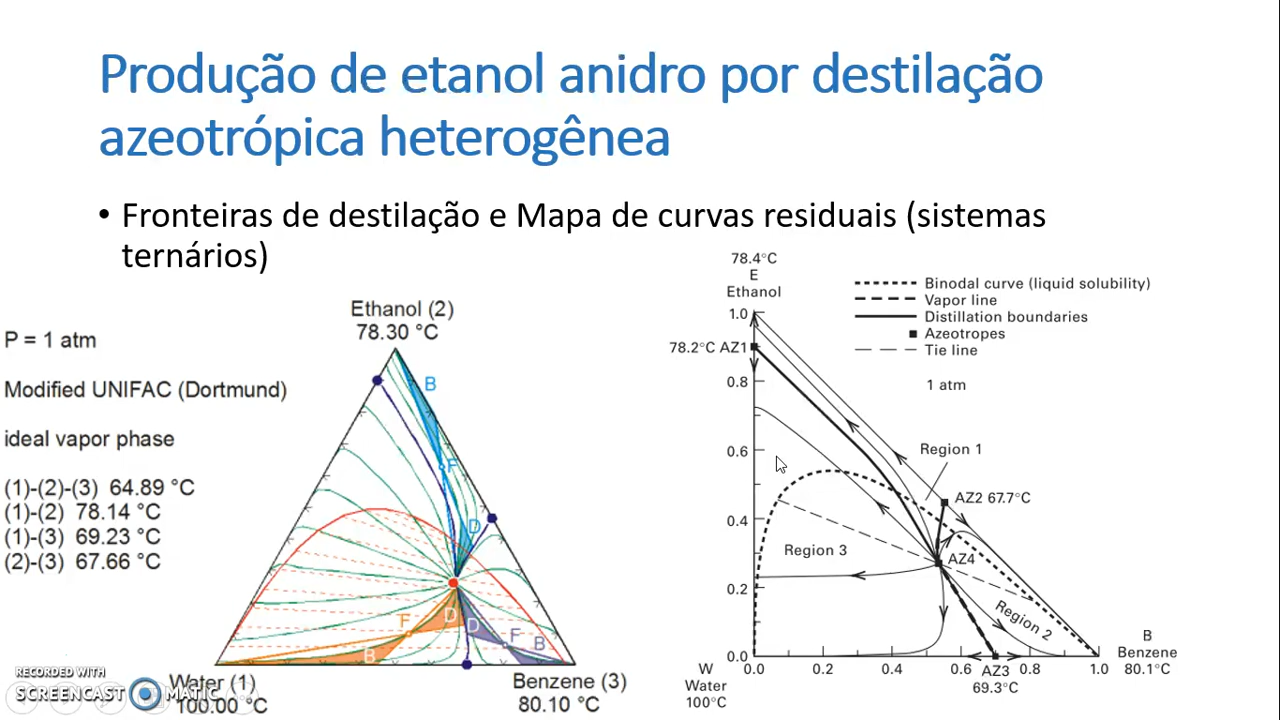 Produção de etanol anidro por destilação
azeotrópica heterogênea
• Fronteiras de destilação e Mapa de curvas residuais (sistemas
ternários)
P = 1 atm
Modified UNIFAC (Dortmund)
ideal vapor phase
(1)-(2)-(3) 64.89 °C
(1)-(2) 78.14 °C
(1)-(3) 69.23 °C
(2)-(3) 67.66 °C
Ethanol (2)
78.30 °C
B
F
D
F
D
B
D
F
B
Water (1)
100.00 °C
Benzene (3)
80.10 °C
78.4°C
E
Ethanol
Binodal curve (liquid solubility)
Vapor line
Distillation boundaries
Azeotropes
Tie line
1 atm
1.0
78.2°C AZ1
0.8
0.6
0.4
0.2
0.0
Region 1
AZ2 67.7°C
Region 3
AZ4
Region 2
0.0 0.2 0.4 0.6 0.8 1.0
W
Water
100°C
AZ3
69.3°C
B
Benzene
80.1°C
RECORDED WITH
SCREENCAST MATIC